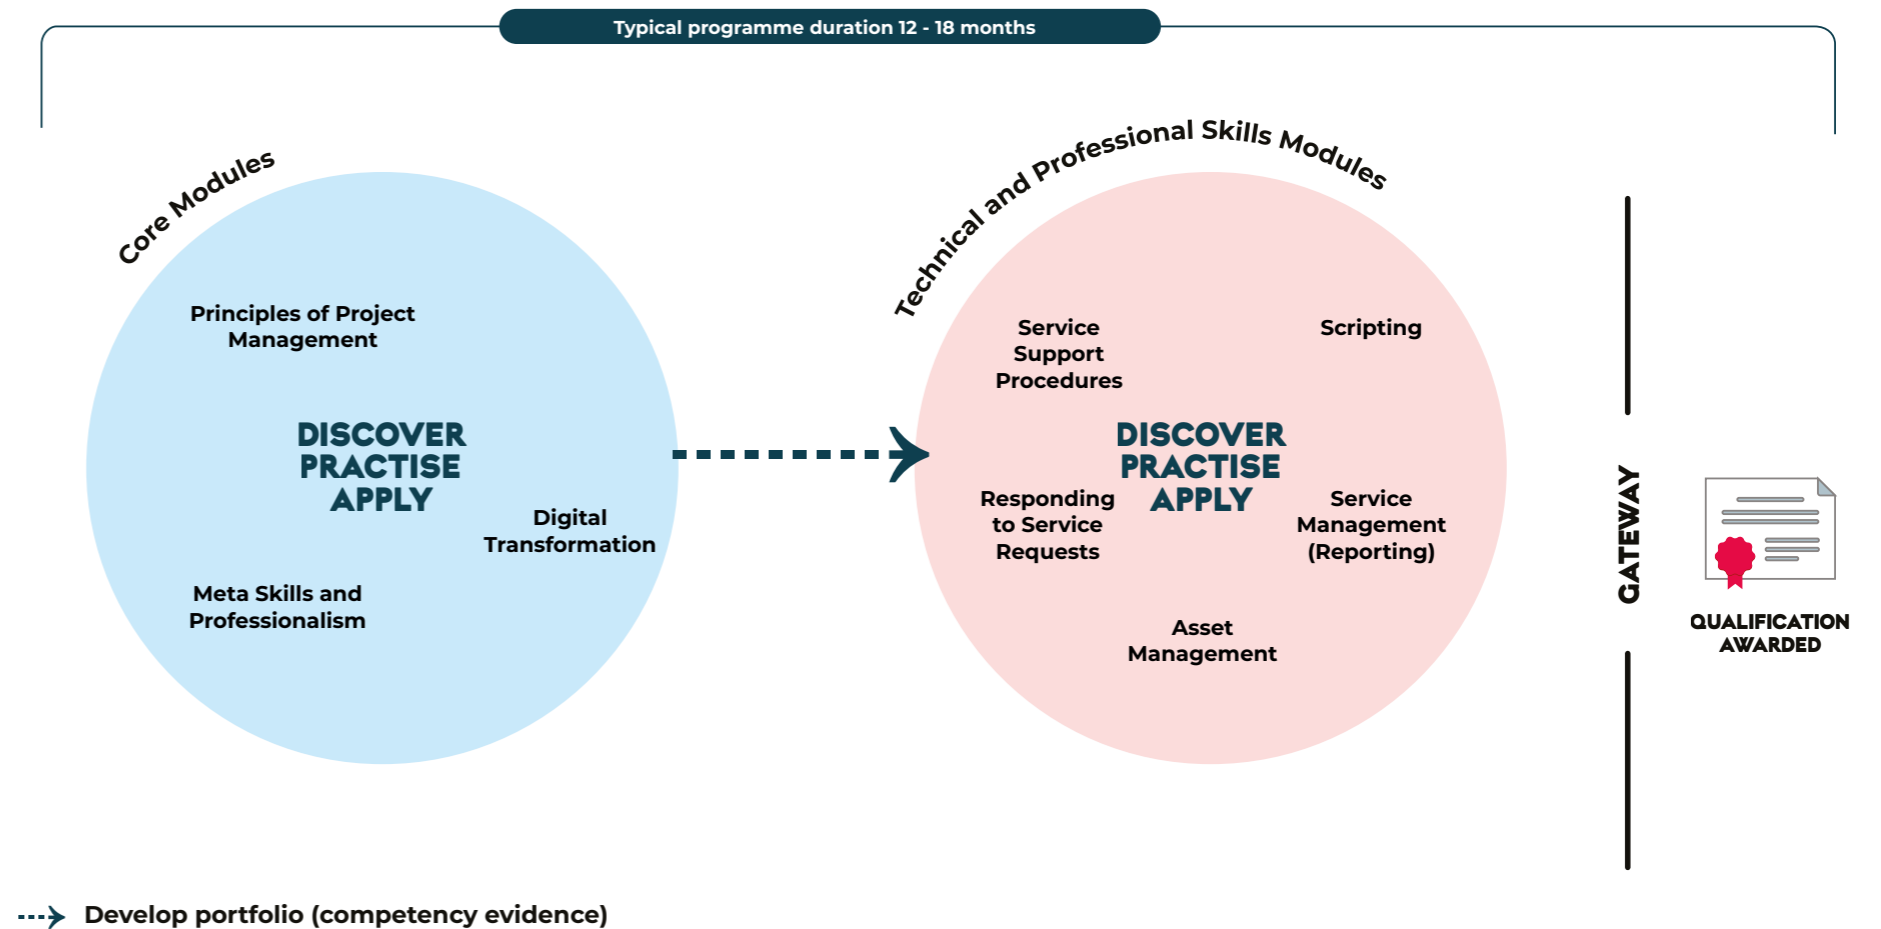 Typical programme duration 12 - 18 months
Core Modules
Principles of Project
Management
DISCOVER
PRACTISE
APPLY
Digital
Transformation
Meta Skills and
Professionalism
Technical and Professional Skills Modules
Service
Support
Procedures
Scripting
DISCOVER
PRACTISE
APPLY
Responding
to Service
Requests
Service
Management
(Reporting)
Asset
Management
GATEWAY
QUALIFICATION
AWARDED
Develop portfolio (competency evidence)